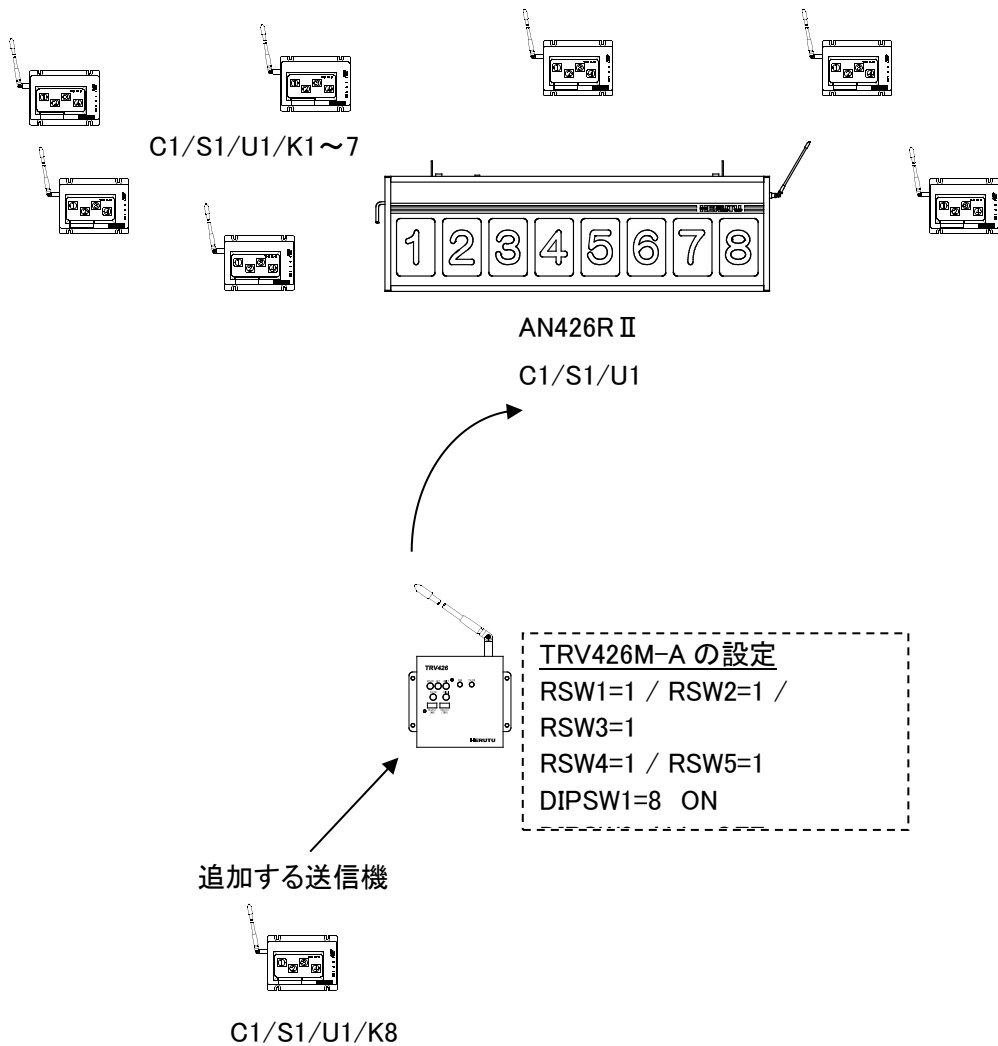 C1/S1/U1/K1～7
HERUTU
1 2 3 4 5 6 7 8
AN426RⅡ
C1/S1/U1
TRV426
HERUTU
TRV426M-A の設定
RSW1=1 / RSW2=1 /
RSW3=1
RSW4=1 / RSW5=1
DIPSW1=8 ON
追加する送信機
C1/S1/U1/K8